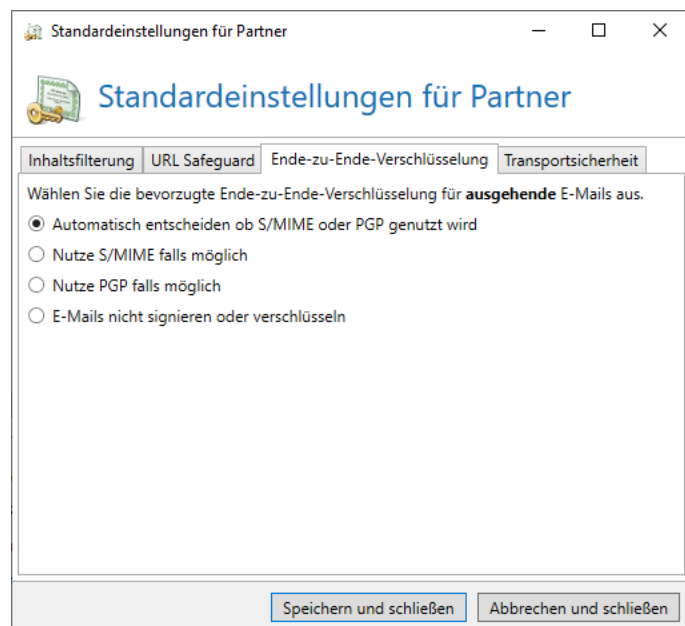 Standardeinstellungen für Partner
Standardeinstellungen für Partner
Inhaltsfilterung URL Safeguard Ende-zu-Ende-Verschlüsselung Transportsicherheit
Wählen Sie die bevorzugte Ende-zu-Ende-Verschlüsselung für ausgehende E-Mails aus.
Automatisch entscheiden ob S/MIME oder PGP genutzt wird
Nutze S/MIME falls möglich
Nutze PGP falls möglich
E-Mails nicht signieren oder verschlüseln
Speichern und schließen Abbrechen und schließen